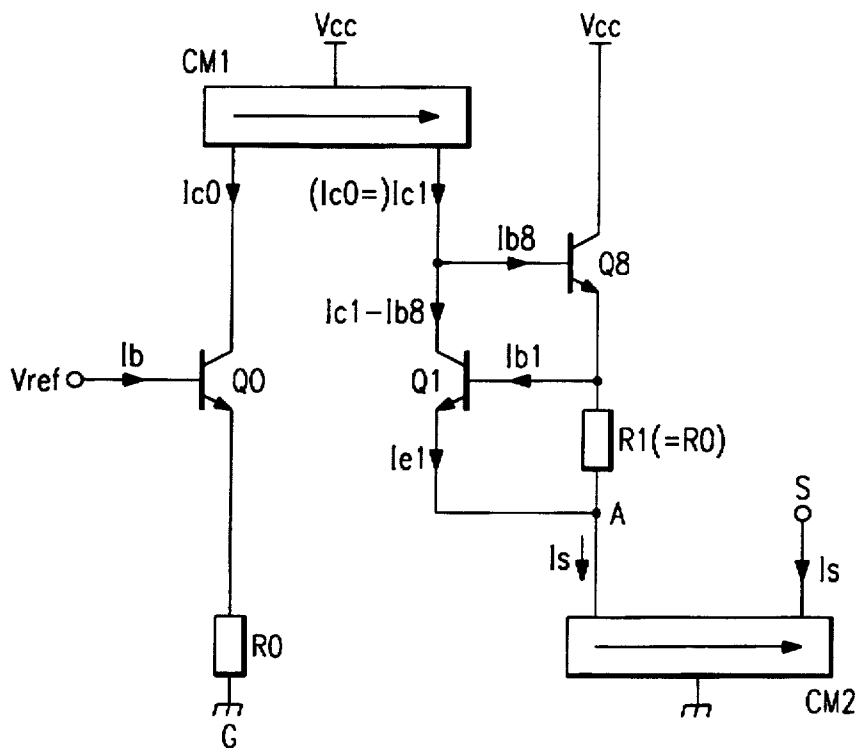 Vcc
Vcc
CM1
Ic0
(Ic0=)Ic1
Ib8
Q8
Ic1-Ib8
Vref
Ib
Q0
Q1
Ib1
R1(=R0)
Ie1
S
A
Is
Is
R0
CM2
G